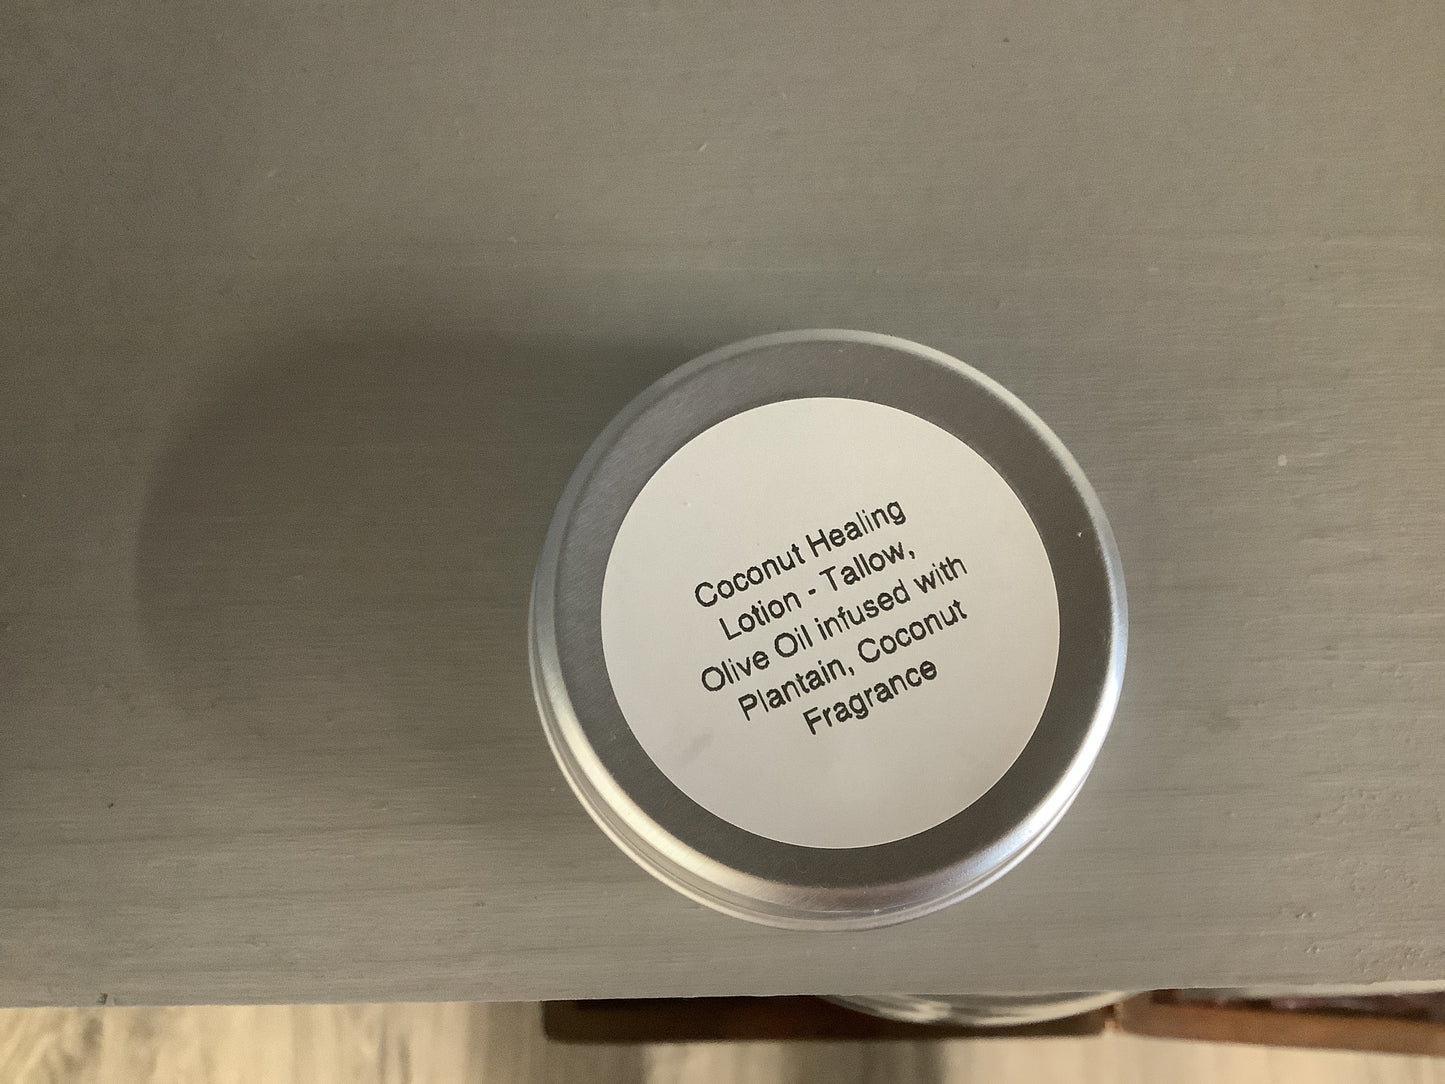 Coconut Healing
Lotion - Tallow,
Olive Oil infused with
Plantain, Coconut
Fragrance